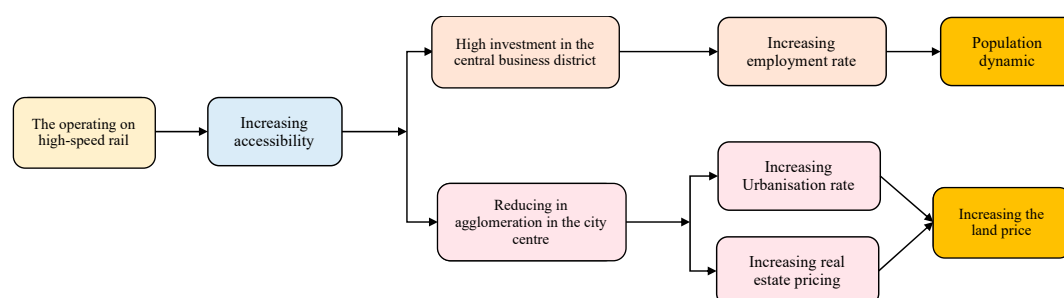 The operating on
high-speed rail
Increasing
accessibility
High investment in the
central business district
Increasing
employment rate
Population
dynamic
Reducing in
agglomeration in the city
centre
Increasing
Urbanisation rate
Increasing real
estate pricing
Increasing the
land price